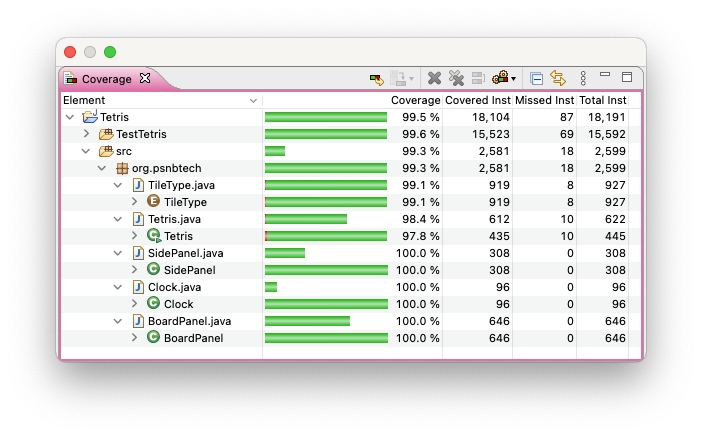 Coverage
Element Coverage Covered Inst Missed Inst Total Inst
Tetris 99.5 % 18,104 87 18,191
TestTetris 99.6 % 15,523 69 15,592
src 99.3 % 2,581 18 2,599
org.psnbtech 99.3 % 2,581 18 2,599
TileType.java 99.1 % 919 8 927
TileType 99.1 % 919 8 927
Tetris.java 98.4 % 612 10 622
Tetris 97.8 % 435 10 445
SidePanel.java 100.0 % 308 0 308
SidePanel 100.0 % 308 0 308
Clock.java 100.0 % 96 0 96
Clock 100.0 % 96 0 96
BoardPanel.java 100.0 % 646 0 646
BoardPanel 100.0 % 646 0 646